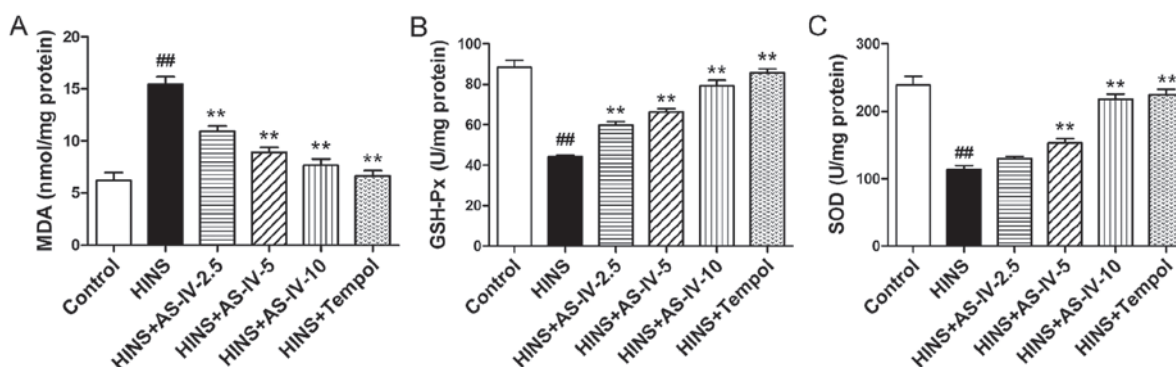 A
MDA (nmol/mg protein)
20
15
10
5
0
##
**
**
**
**
Control
HINS
HINS+AS-IV-2.5
HINS+AS-IV-5
HINS+AS-IV-10
HINS+Tempol
B
GSH-Px (U/mg protein)
100
80
60
40
20
0
##
**
**
**
**
Control
HINS
HINS+AS-IV-2.5
HINS+AS-IV-5
HINS+AS-IV-10
HINS+Tempol
C
SOD (U/mg protein)
300
200
100
0
##
**
**
**
Control
HINS
HINS+AS-IV-2.5
HINS+AS-IV-5
HINS+AS-IV-10
HINS+Tempol